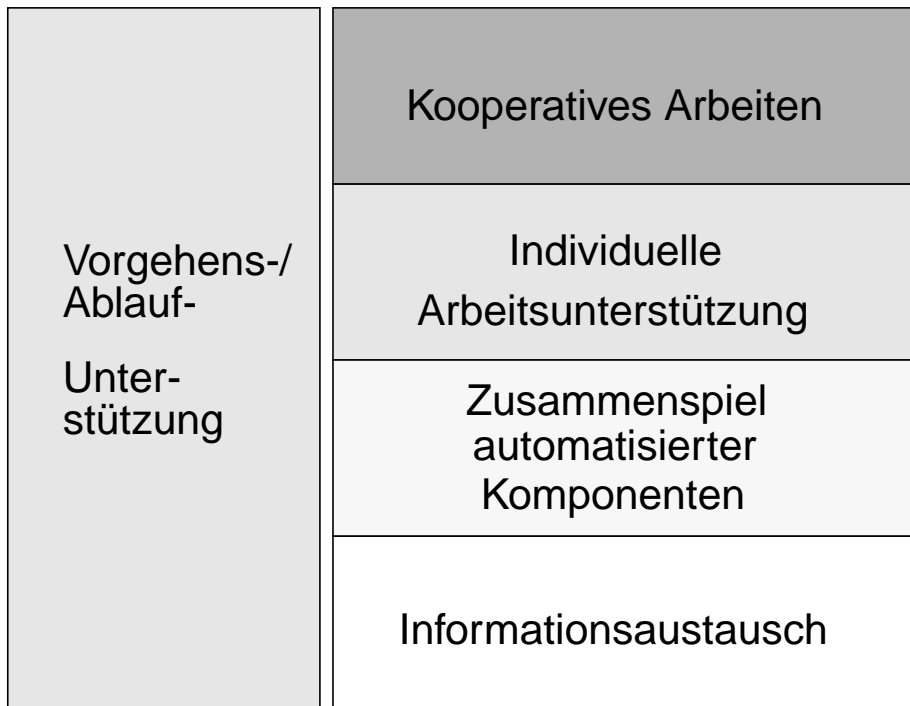 Vorgehens-/
Ablauf-
Unter-
stützung
Kooperatives Arbeiten
Individuelle
Arbeitsunterstützung
Zusammenspiel
automatisierter
Komponenten
Informationsaustausch